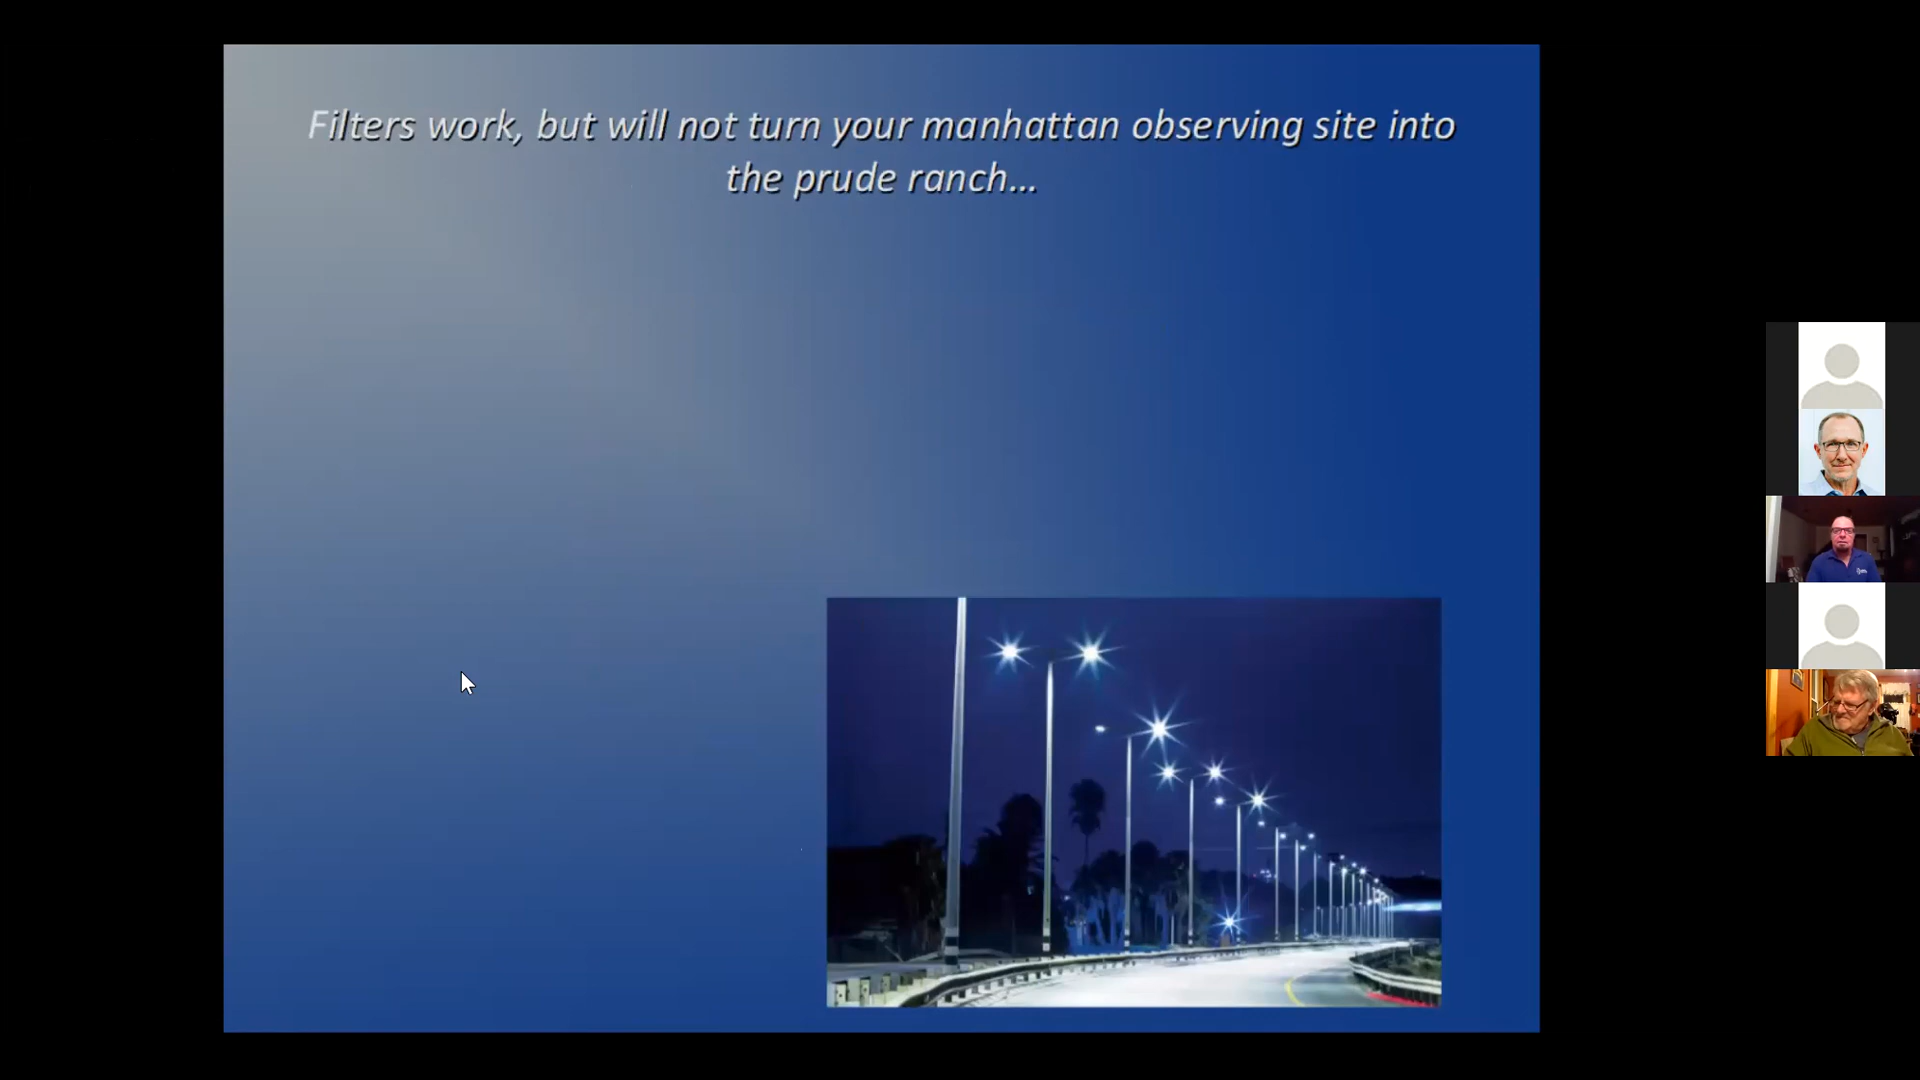 Filters work, but will not turn your manhattan observing site into
the prude ranch...